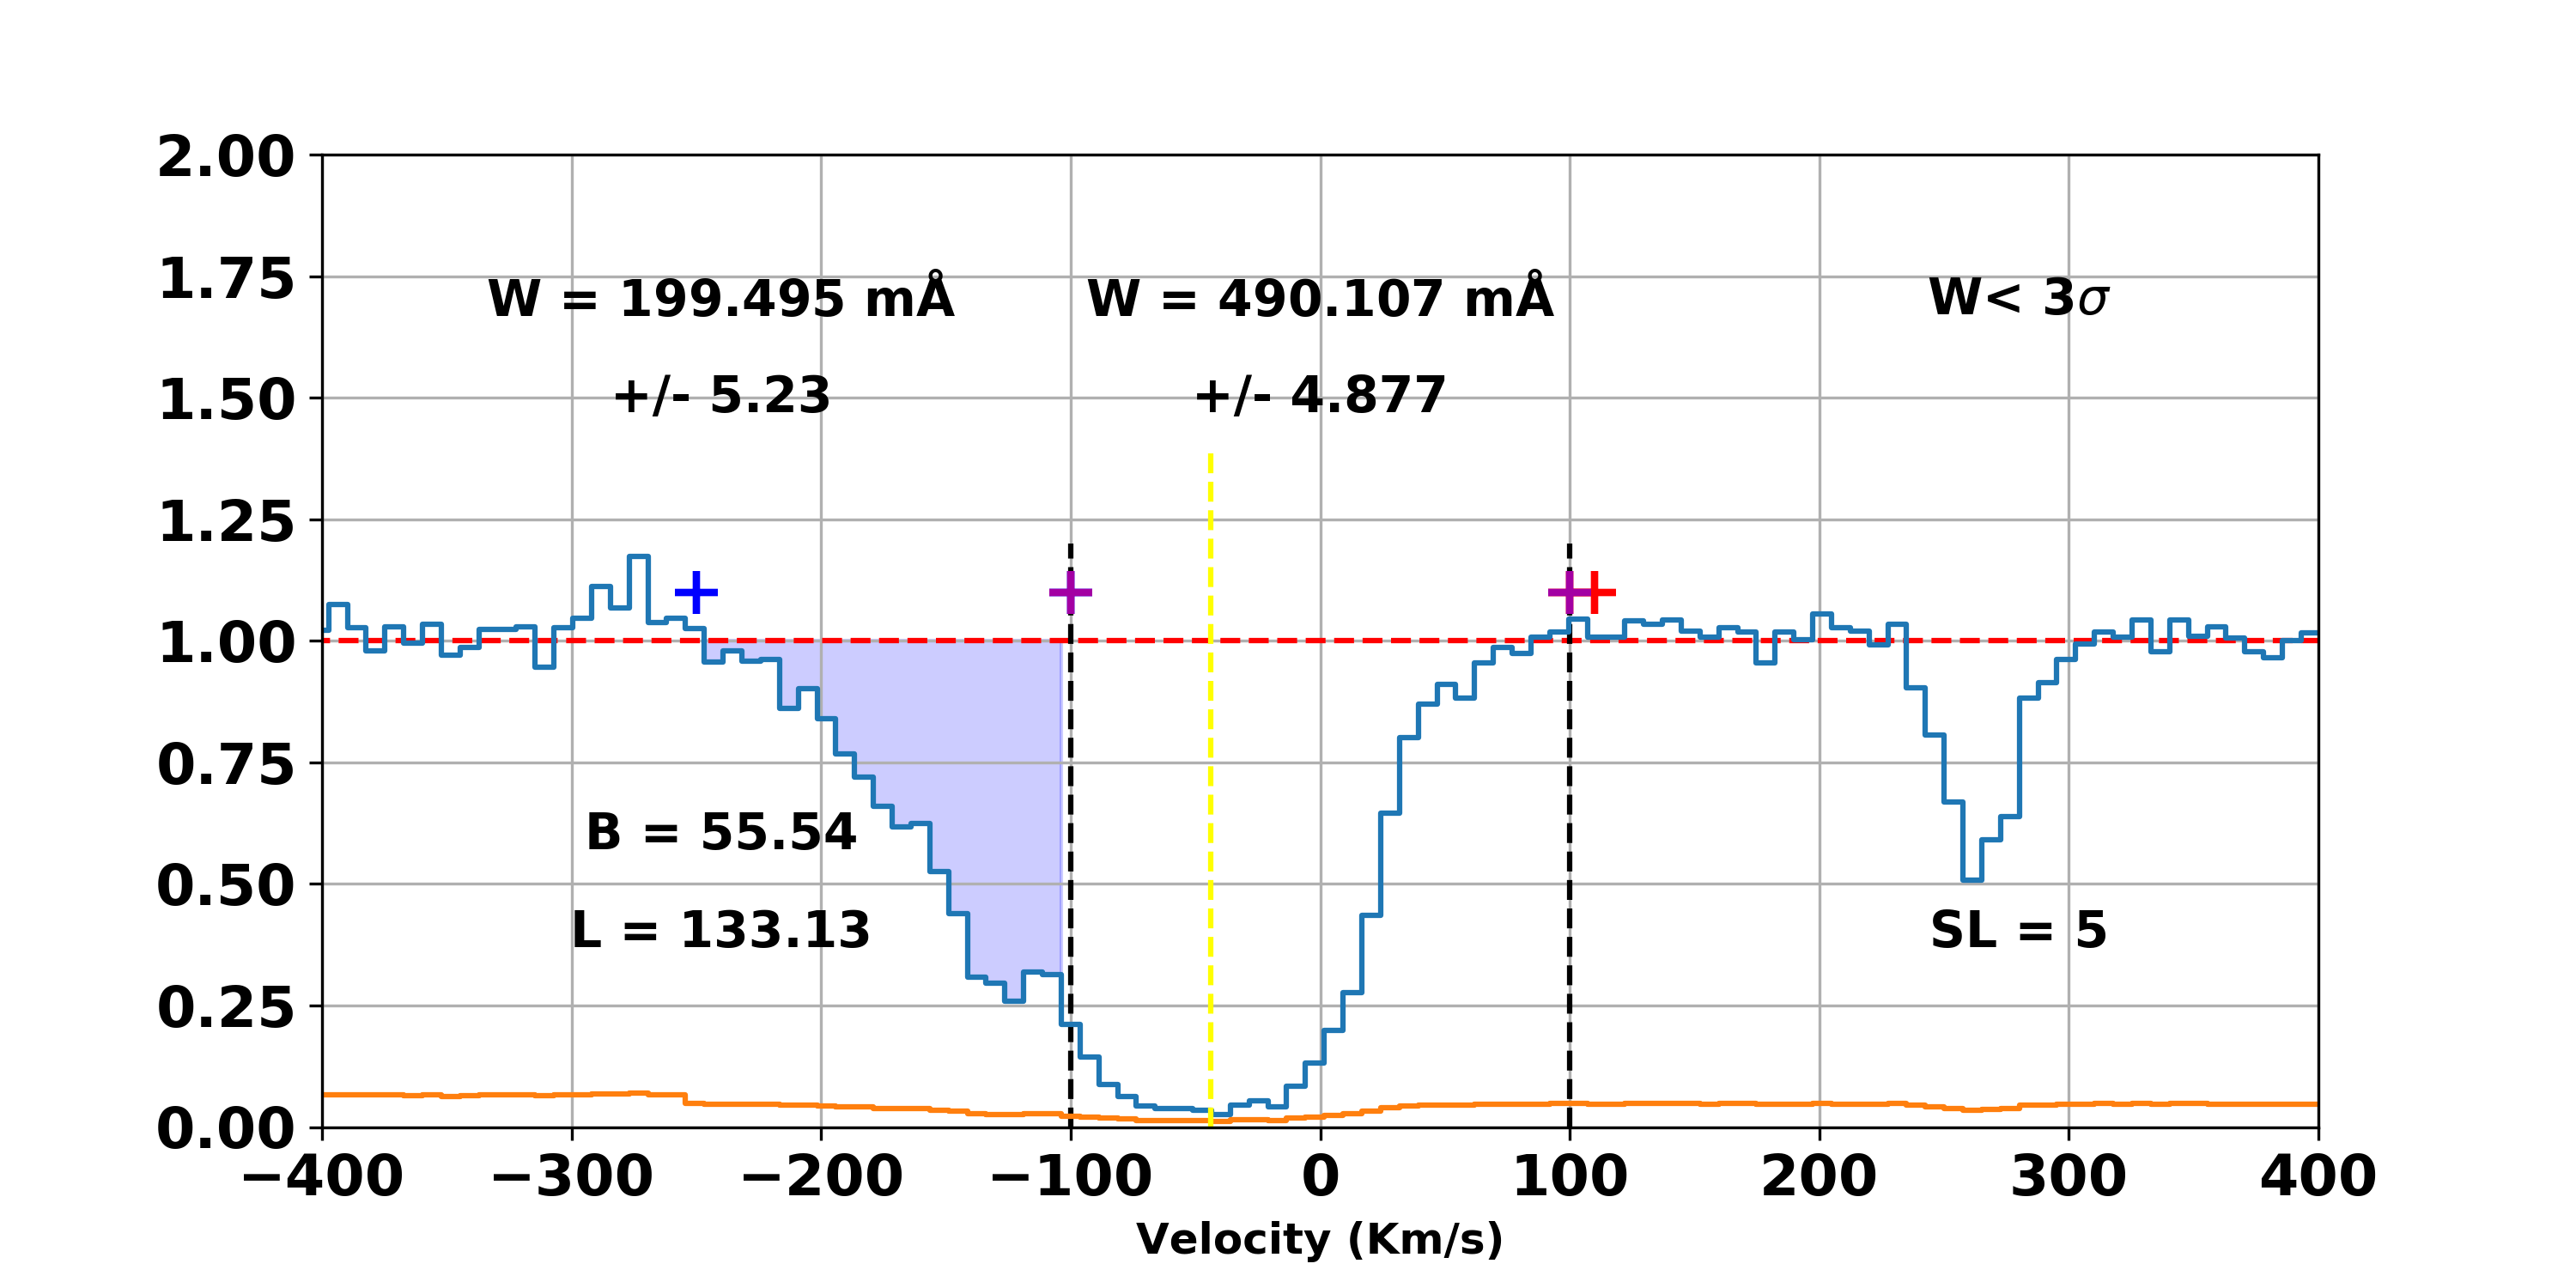 2.00
1.75
W = 199.495 mÅ W = 490.107 mÅ W< 3σ
1.50
+/- 5.23 +/- 4.877
1.25
1.00
0.75
B = 55.54
0.50
L = 133.13 SL = 5
0.25
0.00
−400 −300 −200 −100 0 100 200 300 400
Velocity (Km/s)